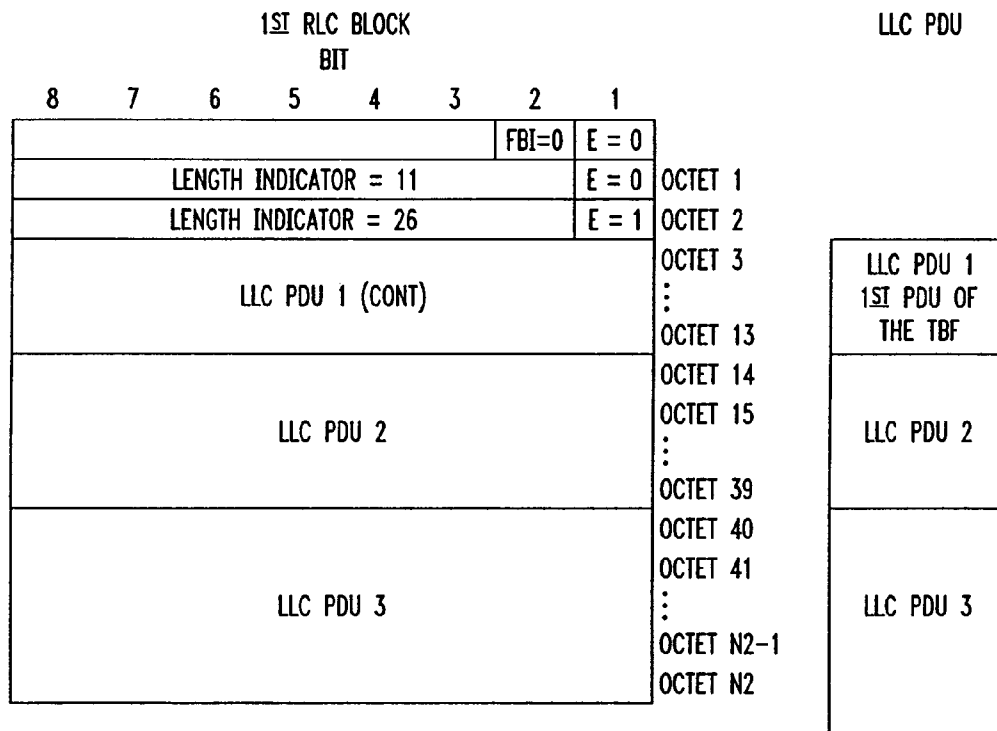 1ST RLC BLOCK
LLC PDU
BIT
8 7 6 5 4 3 2 1
FBI=0 E = 0
LENGTH INDICATOR = 11 E = 0 OCTET 1
LENGTH INDICATOR = 26 E = 1 OCTET 2
OCTET 3
LLC PDU 1 (CONT)
⋮
OCTET 13
LLC PDU 1
1ST PDU OF
THE TBF
OCTET 14
OCTET 15
LLC PDU 2
⋮
OCTET 39
LLC PDU 2
OCTET 40
OCTET 41
LLC PDU 3
⋮
OCTET N2-1
OCTET N2
LLC PDU 3